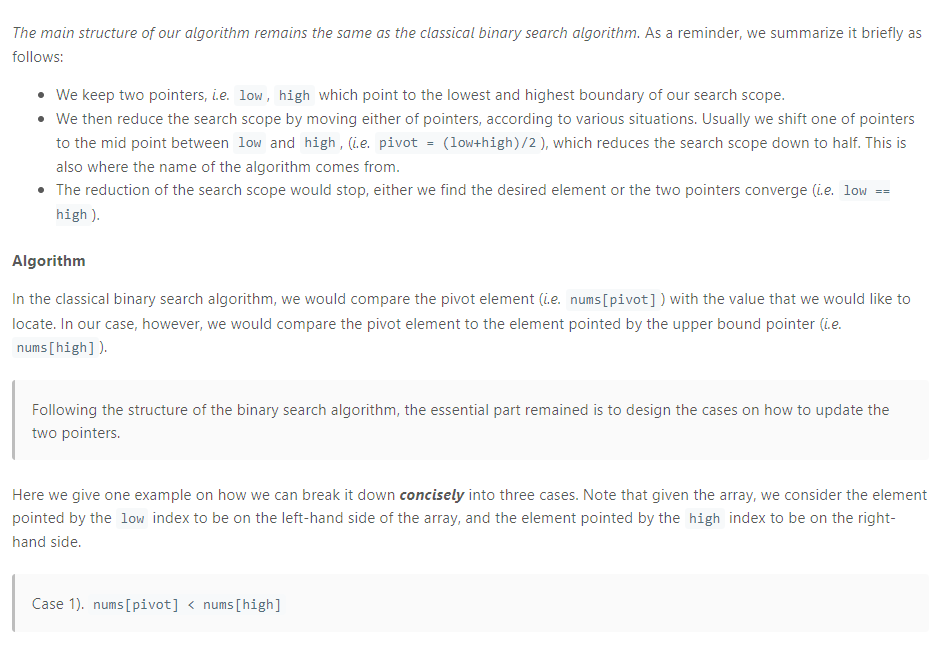 The main structure of our algorithm remains the same as the classical binary search algorithm. As a reminder, we summarize it briefly as
follows:
• We keep two pointers, i.e. low, high which point to the lowest and highest boundary of our search scope.
• We then reduce the search scope by moving either of pointers, according to various situations. Usually we shift one of pointers
to the mid point between low and high, (i.e. pivot = (low+high)/2), which reduces the search scope down to half. This is
also where the name of the algorithm comes from.
• The reduction of the search scope would stop, either we find the desired element or the two pointers converge (i.e. low ==
high).
Algorithm
In the classical binary search algorithm, we would compare the pivot element (i.e. nums[pivot]) with the value that we would like to
locate. In our case, however, we would compare the pivot element to the element pointed by the upper bound pointer (i.e.
nums[high]).
Following the structure of the binary search algorithm, the essential part remained is to design the cases on how to update the
two pointers.
Here we give one example on how we can break it down concisely into three cases. Note that given the array, we consider the element
pointed by the low index to be on the left-hand side of the array, and the element pointed by the high index to be on the right-
hand side.
Case 1). nums[pivot] < nums[high]